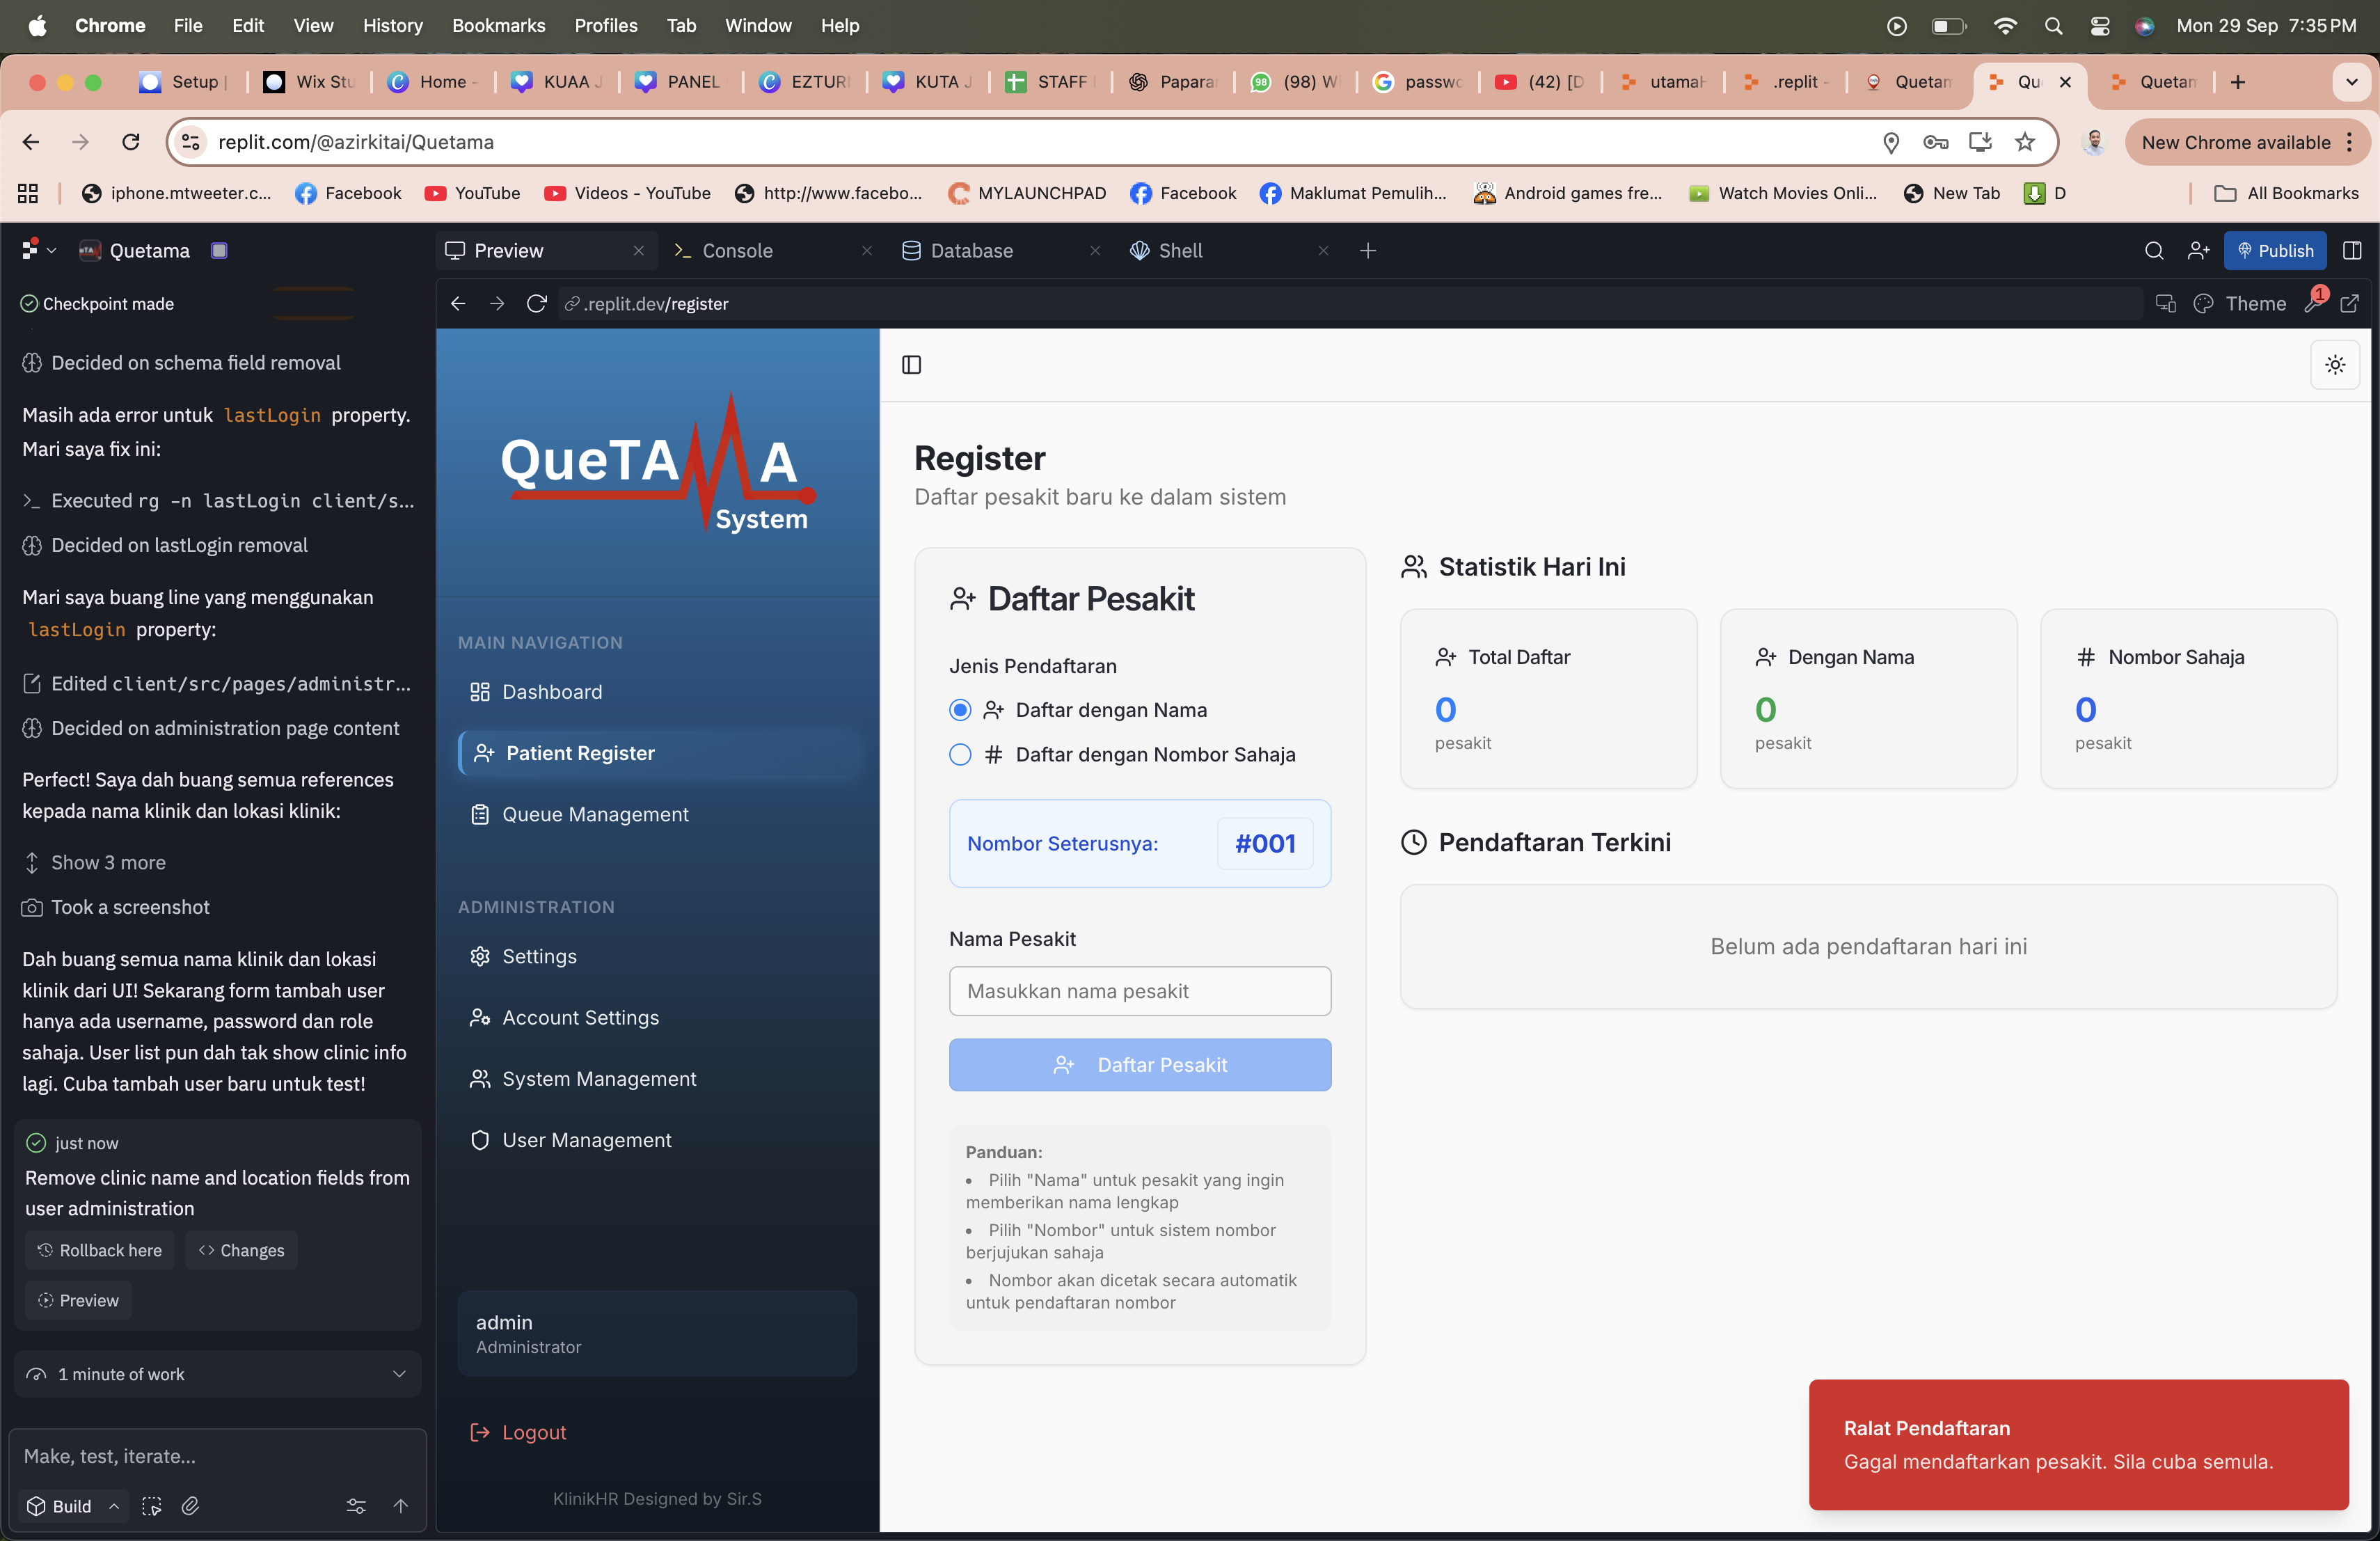 Chrome File Edit View History Bookmarks Profiles Tab Window Help Mon 29 Sep 7:35 PM
Setup Wix Stu Home - KUAA J PANEL EZTUR KUTA J STAFF Papara (98) W passwo (42) [D utamaH .replit - Quetam Qu Quetam
replit.com/@azirkitai/Quetama New Chrome available
iphone.mtweeter.c... Facebook YouTube Videos - YouTube http://www.facebo... MYLAUNCHPAD Facebook Maklumat Pemulih... Android games fre... Watch Movies Onli... New Tab D All Bookmarks
Quetama Preview Console Database Shell Publish
Checkpoint made
.replit.dev/register Theme 1
Decided on schema field removal
Masih ada error untuk lastLogin property.
Mari saya fix ini:
Executed rg -n lastLogin client/s...
Decided on lastLogin removal
Mari saya buang line yang menggunakan
lastLogin property:
Edited client/src/pages/administr...
Decided on administration page content
Perfect! Saya dah buang semua references
kepada nama klinik dan lokasi klinik:
Show 3 more
Took a screenshot
Dah buang semua nama klinik dan lokasi
klinik dari UI! Sekarang form tambah user
hanya ada username, password dan role
sahaja. User list pun dah tak show clinic info
lagi. Cuba tambah user baru untuk test!
just now
Remove clinic name and location fields from
user administration
Rollback here Changes
Preview
1 minute of work
Make, test, iterate...
Build
QueTAMA
System
MAIN NAVIGATION
Dashboard
Patient Register
Queue Management
ADMINISTRATION
Settings
Account Settings
System Management
User Management
admin
Administrator
Logout
KlinikHR Designed by Sir.S
Register
Daftar pesakit baru ke dalam sistem
Daftar Pesakit
Jenis Pendaftaran
Daftar dengan Nama
# Daftar dengan Nombor Sahaja
Nombor Seterusnya: #001
Nama Pesakit
Masukkan nama pesakit
Daftar Pesakit
Panduan:
• Pilih "Nama" untuk pesakit yang ingin
memberikan nama lengkap
• Pilih "Nombor" untuk sistem nombor
berjujukan sahaja
• Nombor akan dicetak secara automatik
untuk pendaftaran nombor
Statistik Hari Ini
Total Daftar
0
pesakit
Dengan Nama
0
pesakit
# Nombor Sahaja
0
pesakit
Pendaftaran Terkini
Belum ada pendaftaran hari ini
Ralat Pendaftaran
Gagal mendaftarkan pesakit. Sila cuba semula.